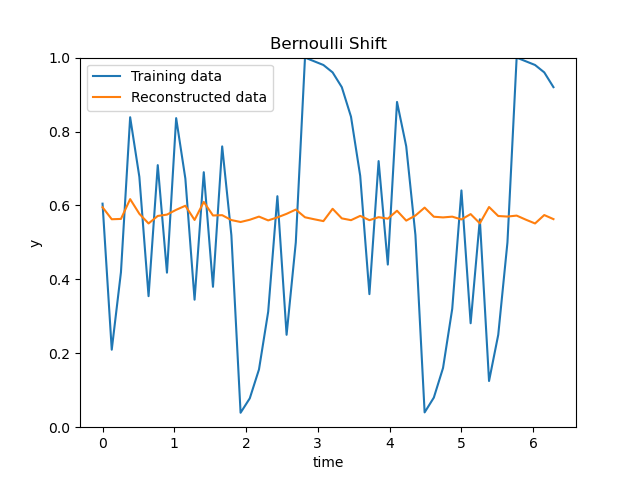 Bernoulli Shift
Training data
Reconstructed data
1.0
0.8
0.6
0.4
0.2
0.0
y
0 1 2 3 4 5 6
time